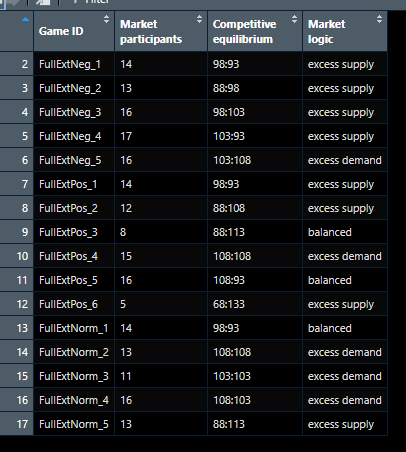 Filter
Game ID Market participants Competitive equilibrium Market logic
2 FullExtNeg_1 14 98:93 excess supply
3 FullExtNeg_2 13 88:98 excess supply
4 FullExtNeg_3 16 98:103 excess supply
5 FullExtNeg_4 17 103:93 excess supply
6 FullExtNeg_5 16 103:108 excess demand
7 FullExtPos_1 14 98:93 excess supply
8 FullExtPos_2 12 88:108 excess supply
9 FullExtPos_3 8 88:113 balanced
10 FullExtPos_4 15 108:108 excess demand
11 FullExtPos_5 16 108:93 balanced
12 FullExtPos_6 5 68:133 excess supply
13 FullExtNorm_1 14 98:93 balanced
14 FullExtNorm_2 13 108:108 excess demand
15 FullExtNorm_3 11 103:103 excess demand
16 FullExtNorm_4 16 108:103 excess demand
17 FullExtNorm_5 13 88:113 excess supply